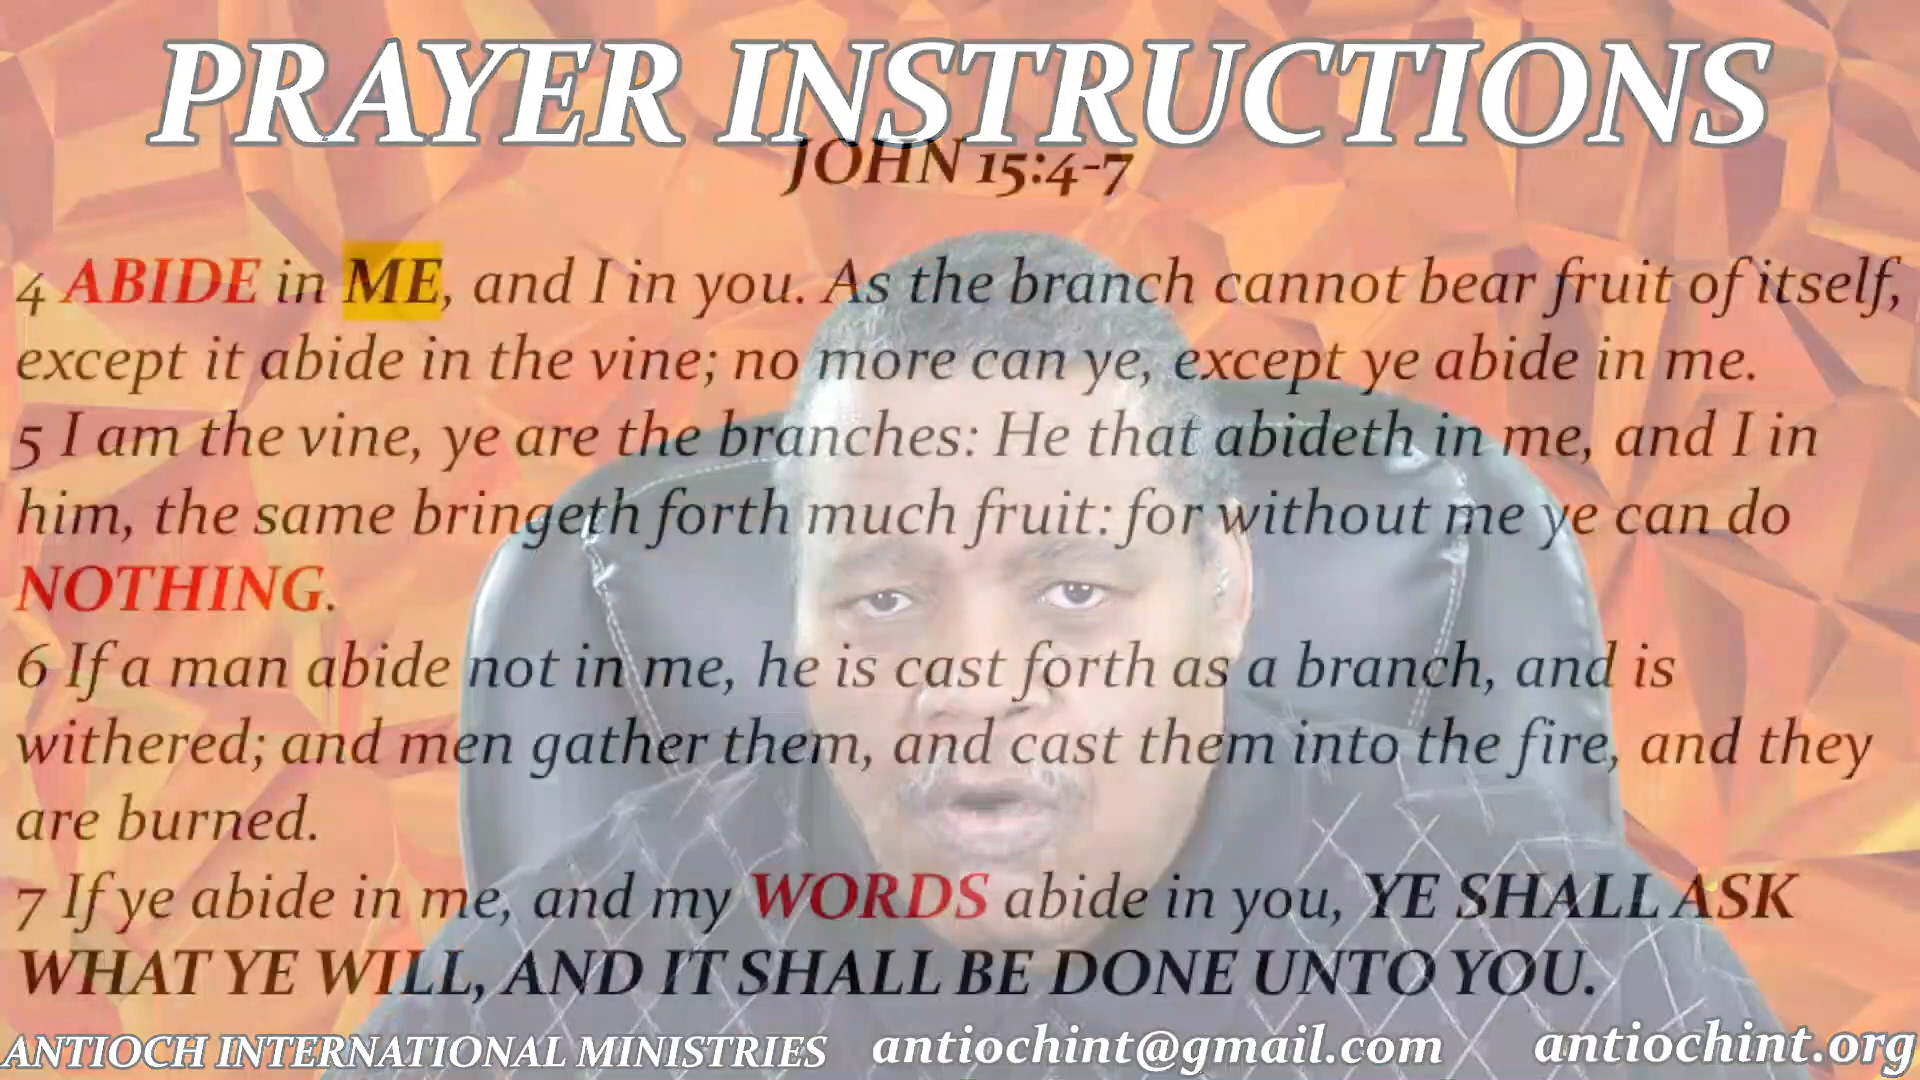 PRAYER INSTRUCTIONS
JOHN 15:4-7
4 ABIDE in ME, and I in you. As the branch cannot bear fruit of itself,
except it abide in the vine; no more can ye, except ye abide in me.
5 I am the vine, ye are the branches: He that abideth in me, and I in
him, the same bringeth forth much fruit: for without me ye can do
NOTHING.
6 If a man abide not in me, he is cast forth as a branch, and is
withered; and men gather them, and cast them into the fire, and they
are burned.
7 If ye abide in me, and my WORDS abide in you, YE SHALL ASK
WHAT YE WILL, AND IT SHALL BE DONE UNTO YOU.
ANTIOCH INTERNATIONAL MINISTRIES antiochint@gmail.com antiochint.org